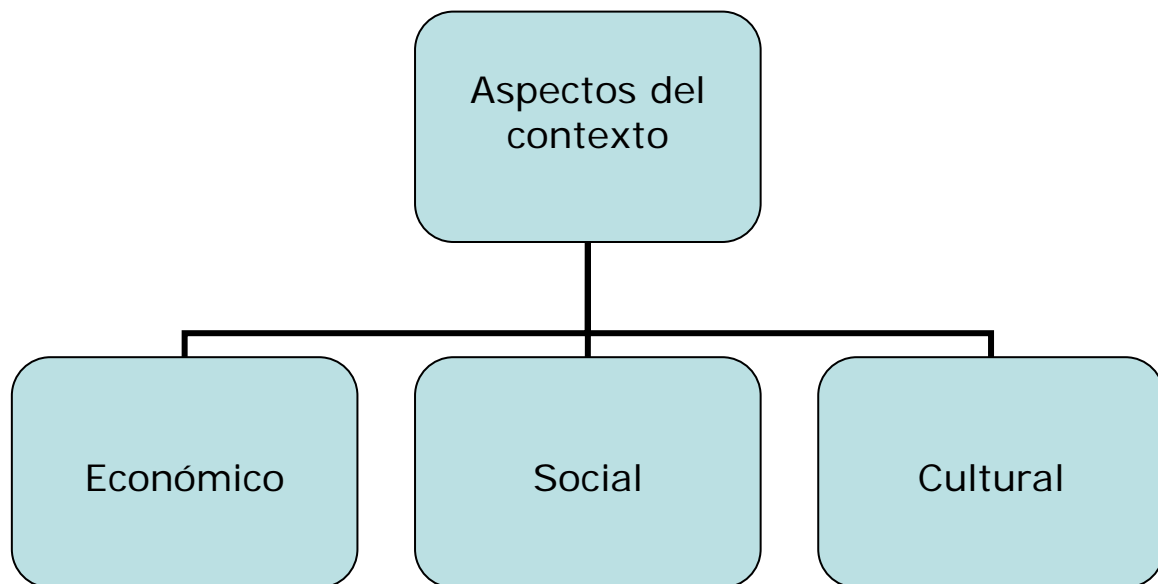 Aspectos del
contexto
Económico
Social
Cultural